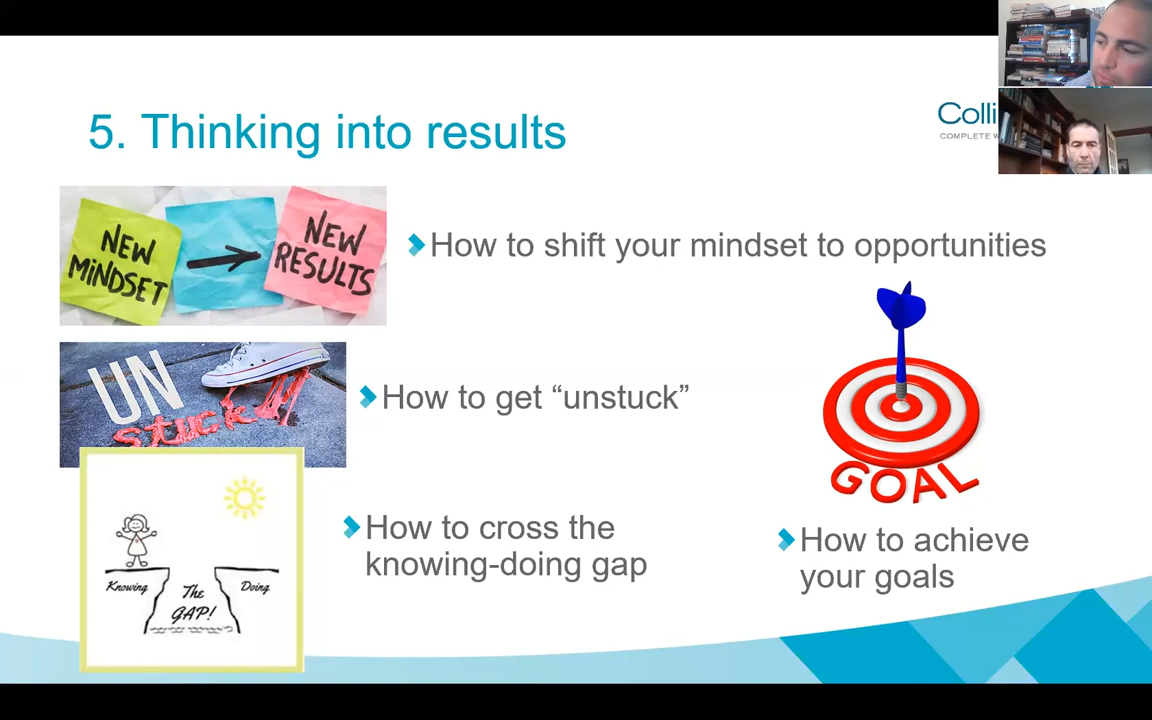 5. Thinking into results
Colli
COMPLETE W
NEW
MINDSET
NEW
RESULTS
How to shift your mindset to opportunities
UN
stuck
How to get “unstuck”
GOAL
Knowing
The
GAP!
Doing
How to cross the
knowing-doing gap
How to achieve
your goals